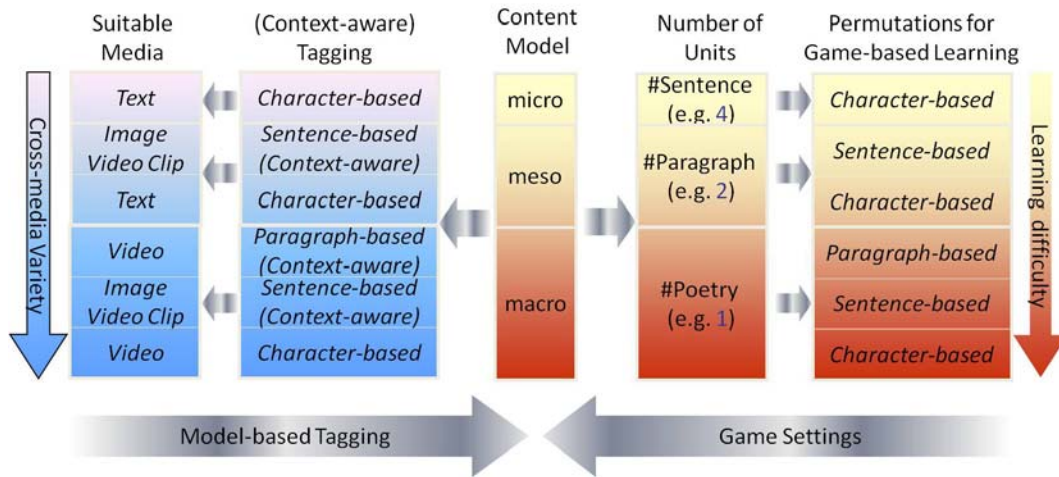 Suitable
Media
(Context-aware)
Tagging
Content
Model
Number of
Units
Permutations for
Game-based Learning
Cross-media Variety
Text
Image
Video Clip
Text
Video
Image
Video Clip
Video
Character-based
Sentence-based
(Context-aware)
Character-based
Paragraph-based
(Context-aware)
Sentence-based
(Context-aware)
Character-based
micro
meso
macro
#Sentence
(e.g. 4)
#Paragraph
(e.g. 2)
#Poetry
(e.g. 1)
Character-based
Sentence-based
Character-based
Paragraph-based
Sentence-based
Character-based
Learning difficulty
Model-based Tagging
Game Settings